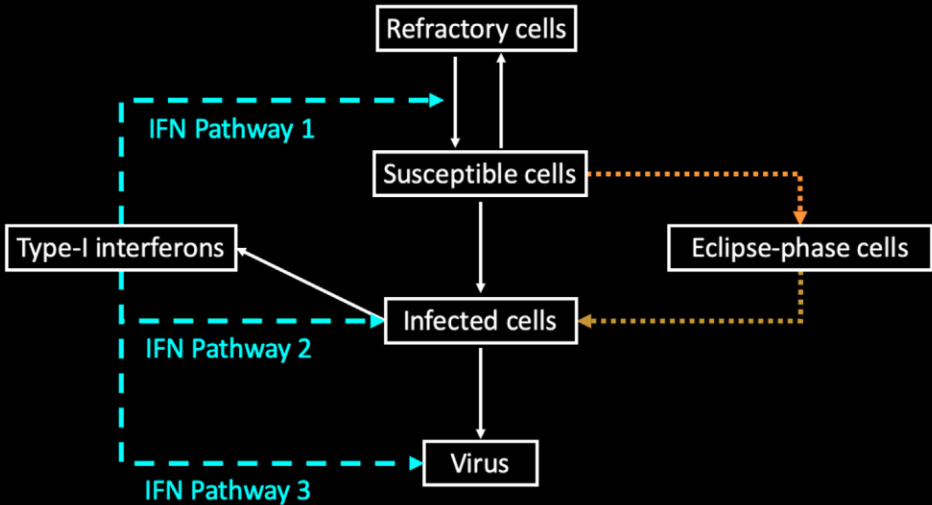 Refractory cells
IFN Pathway 1
Susceptible cells
Type-I interferons
Eclipse-phase cells
Infected cells
IFN Pathway 2
Virus
IFN Pathway 3